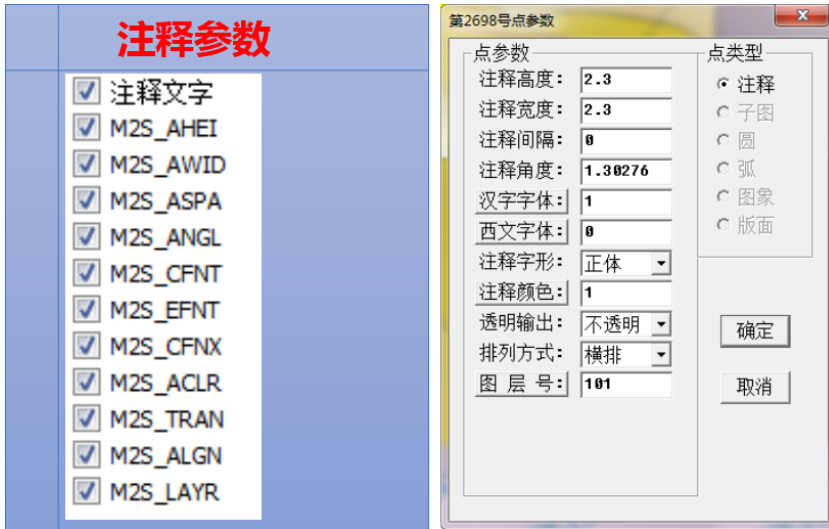 注释参数
注释文字
M2S_AHEI
M2S_AWID
M2S_ASPA
M2S_ANGL
M2S_CFNT
M2S_EFNT
M2S_CFNX
M2S_ACLR
M2S_TRAN
M2S_ALGN
M2S_LAYR
第2698号点参数
点参数
注释高度: 2.3
注释宽度: 2.3
注释间隔: 0
注释角度: 1.30276
汉字字体: 1
西文字体: 0
注释字形: 正体
注释颜色: 1
透明输出: 不透明
排列方式: 横排
图 层 号: 101
点类型
注释
子图
圆
弧
图象
版面
确定
取消